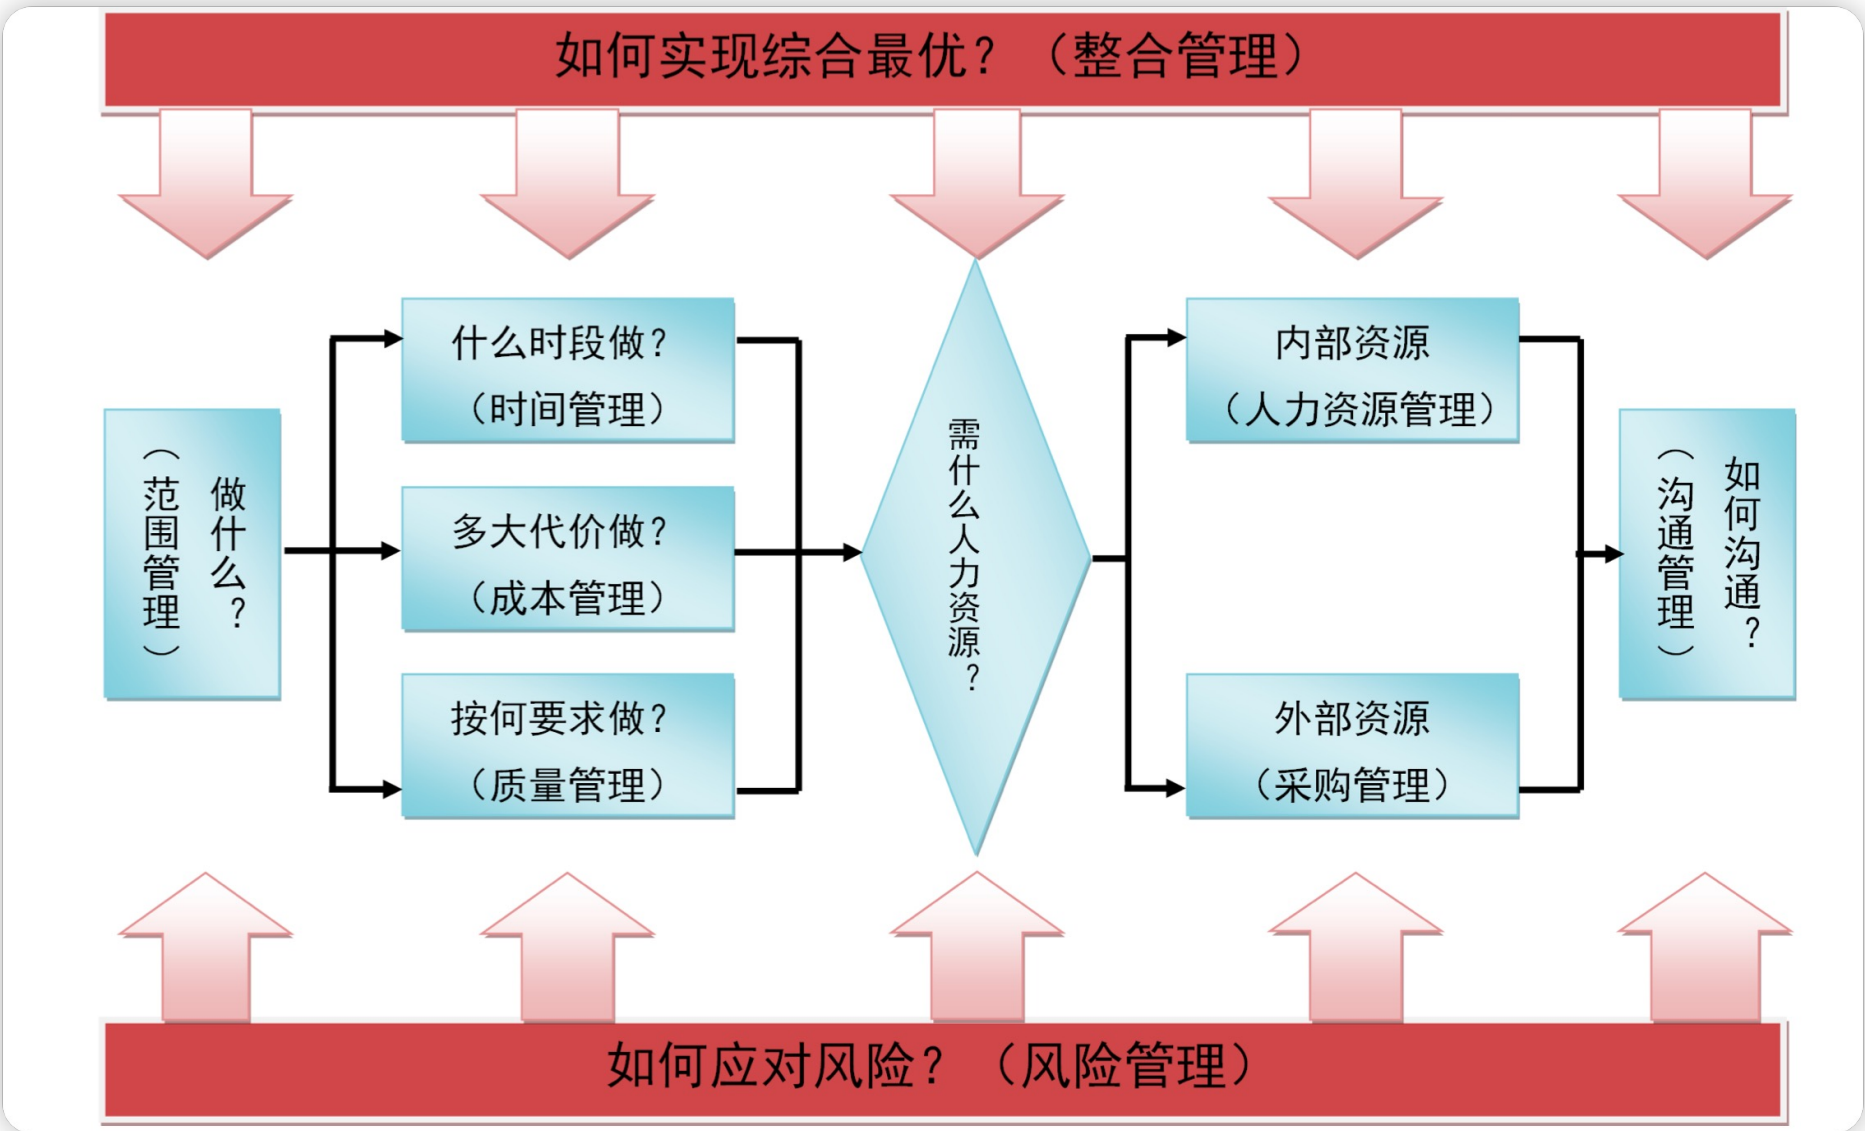 如何实现综合最优？（整合管理）
做什么？
（范围管理）
什么时段做？
（时间管理）
多大代价做？
（成本管理）
按何要求做？
（质量管理）
需什么人力资源？
内部资源
（人力资源管理）
外部资源
（采购管理）
如何沟通？
（沟通管理）
如何应对风险？（风险管理）